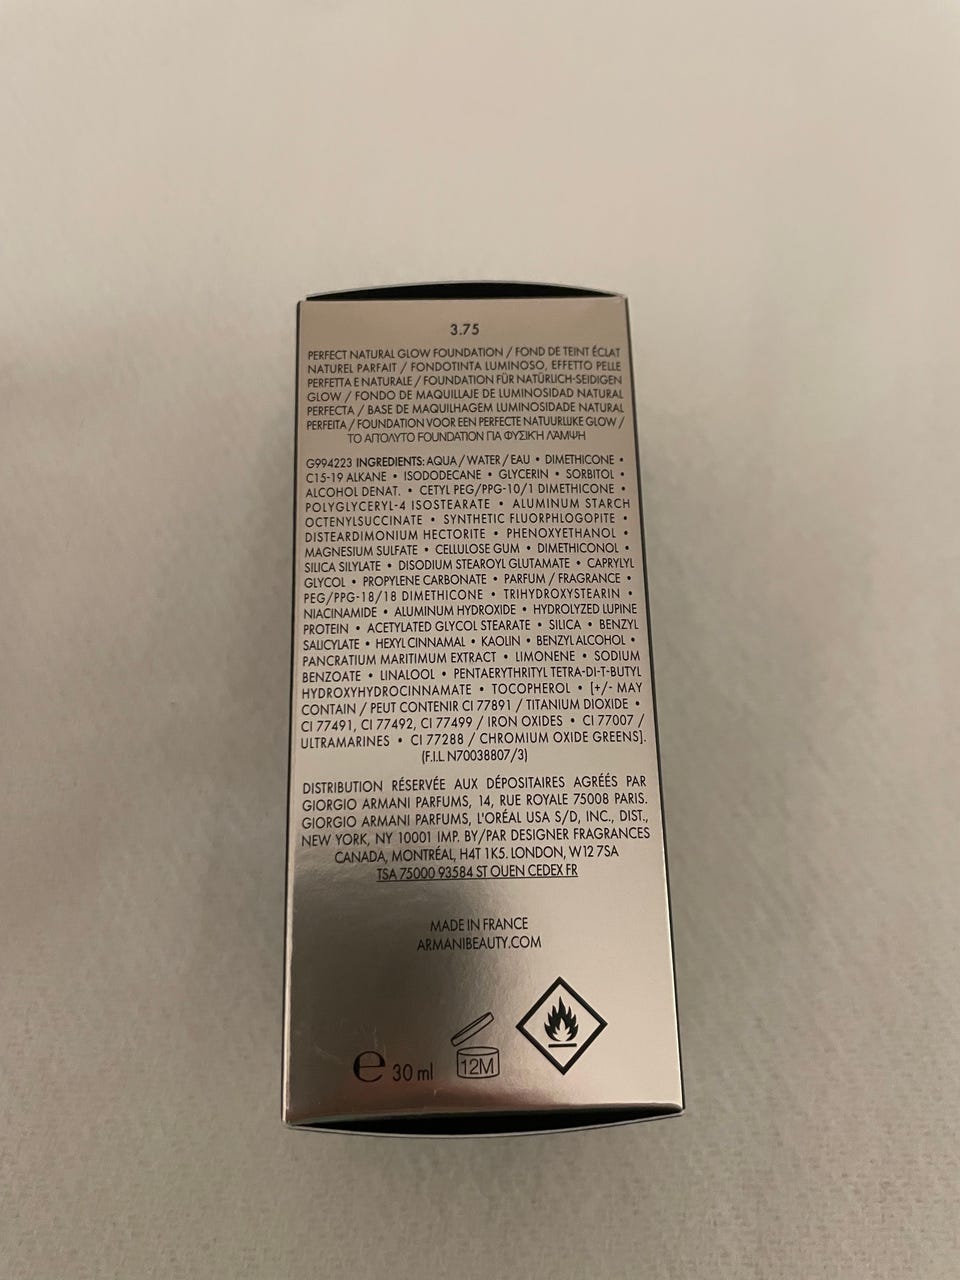 3.75
PERFECT NATURAL GLOW FOUNDATION / FOND DE TEINT ÉCLAT
NATUREL PARFAIT / FONDOTINTA LUMINOSO, EFFETTO PELLE
PERFETTA E NATURALE / FOUNDATION FÜR NATÜRLICH-SEIDIGEN
GLOW / FONDO DE MAQUILLAJE DE LUMINOSIDAD NATURAL
PERFECTA / BASE DE MAQUILHAGEM LUMINOSIDADE NATURAL
PERFEITA / FOUNDATION VOOR EEN PERFECTE NATUURLIJKE GLOW /
ΤΟ ΑΠΟΛΥΤΟ FOUNDATION ΓΙΑ ΦΥΣΙΚΉ ΛΆΜΨΗ
G994223 INGREDIENTS: AQUA / WATER / EAU • DIMETHICONE •
C15-19 ALKANE • ISODODECANE • GLYCERIN • SORBITOL •
ALCOHOL DENAT. • CETYL PEG/PPG-10/1 DIMETHICONE •
POLYGLYCERYL-4 ISOSTEARATE • ALUMINUM STARCH
OCTENYLSUCCINATE • SYNTHETIC FLUORPHLOGOPITE •
DISTEARDIMONIUM HECTORITE • PHENOXYETHANOL •
MAGNESIUM SULFATE • CELLULOSE GUM • DIMETHICONOL •
SILICA SILYLATE • DISODIUM STEAROYL GLUTAMATE • CAPRYLYL
GLYCOL • PROPYLENE CARBONATE • PARFUM / FRAGRANCE •
PEG/PPG-18/18 DIMETHICONE • TRIHYDROXYSTEARIN •
NIACINAMIDE • ALUMINUM HYDROXIDE • HYDROLYZED LUPINE
PROTEIN • ACETYLATED GLYCOL STEARATE • SILICA • BENZYL
SALICYLATE • HEXYL CINNAMAL • KAOLIN • BENZYL ALCOHOL •
PANCRATIUM MARITIMUM EXTRACT • LIMONENE • SODIUM
BENZOATE • LINALOOL • PENTAERYTHRITYL TETRA-DI-T-BUTYL
HYDROXYHYDROCINNAMATE • TOCOPHEROL • [+/- MAY
CONTAIN / PEUT CONTENIR CI 77891 / TITANIUM DIOXIDE •
CI 77491, CI 77492, CI 77499 / IRON OXIDES • CI 77007 /
ULTRAMARINES • CI 77288 / CHROMIUM OXIDE GREENS].
(F.I.L N70038807/3)
DISTRIBUTION RÉSERVÉE AUX DÉPOSITAIRES AGRÉÉS PAR
GIORGIO ARMANI PARFUMS, 14, RUE ROYALE 75008 PARIS.
GIORGIO ARMANI PARFUMS, L'ORÉAL USA S/D, INC., DIST.,
NEW YORK, NY 10001 IMP. BY/PAR DESIGNER FRAGRANCES
CANADA, MONTRÉAL, H4T 1K5. LONDON, W12 7SA
TSA 75000 93584 ST OUEN CEDEX FR
MADE IN FRANCE
ARMANIBEAUTY.COM
℮ 30 ml 12M